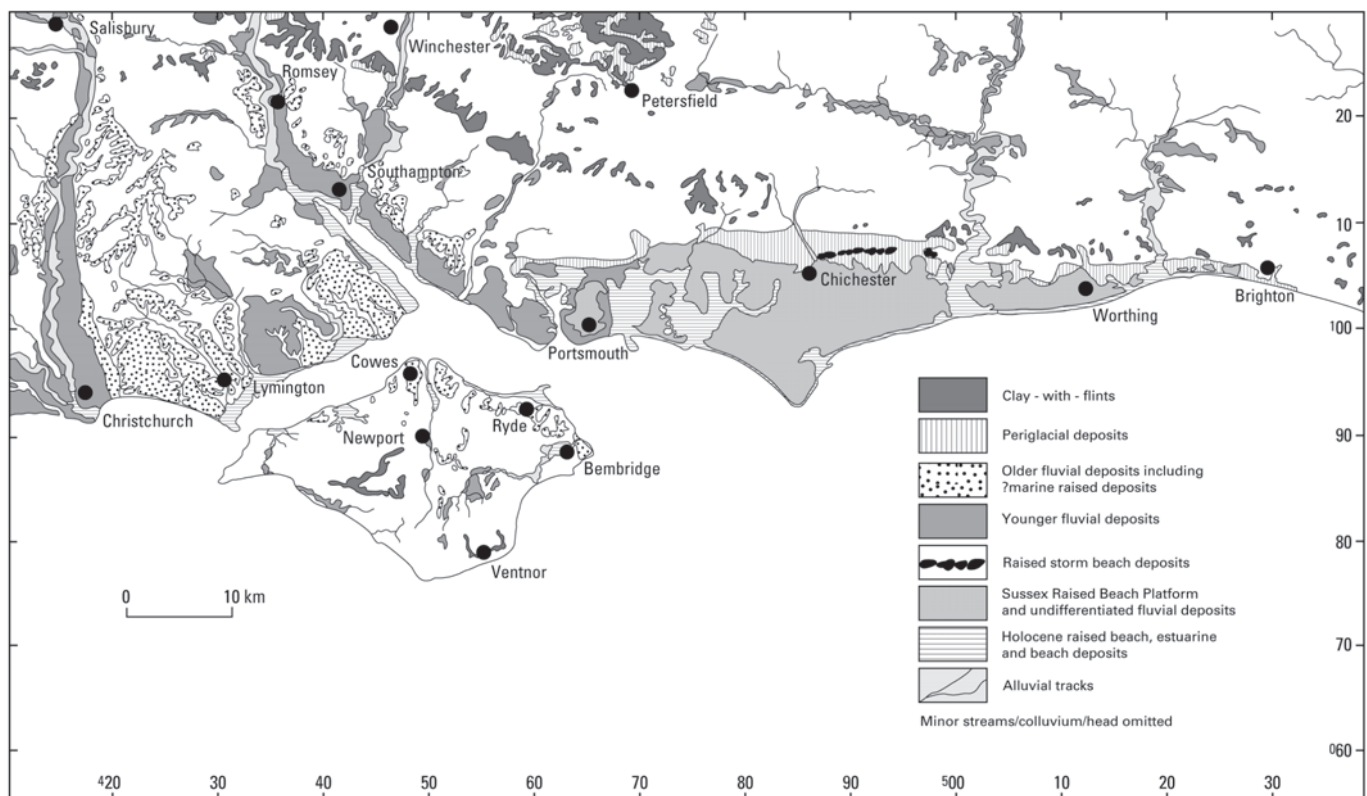 Salisbury
Winchester
Romsey
Petersfield
20
Southampton
10
Chichester
Brighton
Worthing
100
Portsmouth
Cowes
Lymington
Christchurch
Ryde
Newport
Bembridge
Ventnor
0 10 km
Clay - with - flints
Periglacial deposits
Older fluvial deposits including
?marine raised deposits
Younger fluvial deposits
Raised storm beach deposits
Sussex Raised Beach Platform
and undifferentiated fluvial deposits
Holocene raised beach, estuarine
and beach deposits
Alluvial tracks
Minor streams/colluvium/head omitted
90
80
70
⁰60
⁴20 30 40 50 60 70 80 90 ⁵00 10 20 30